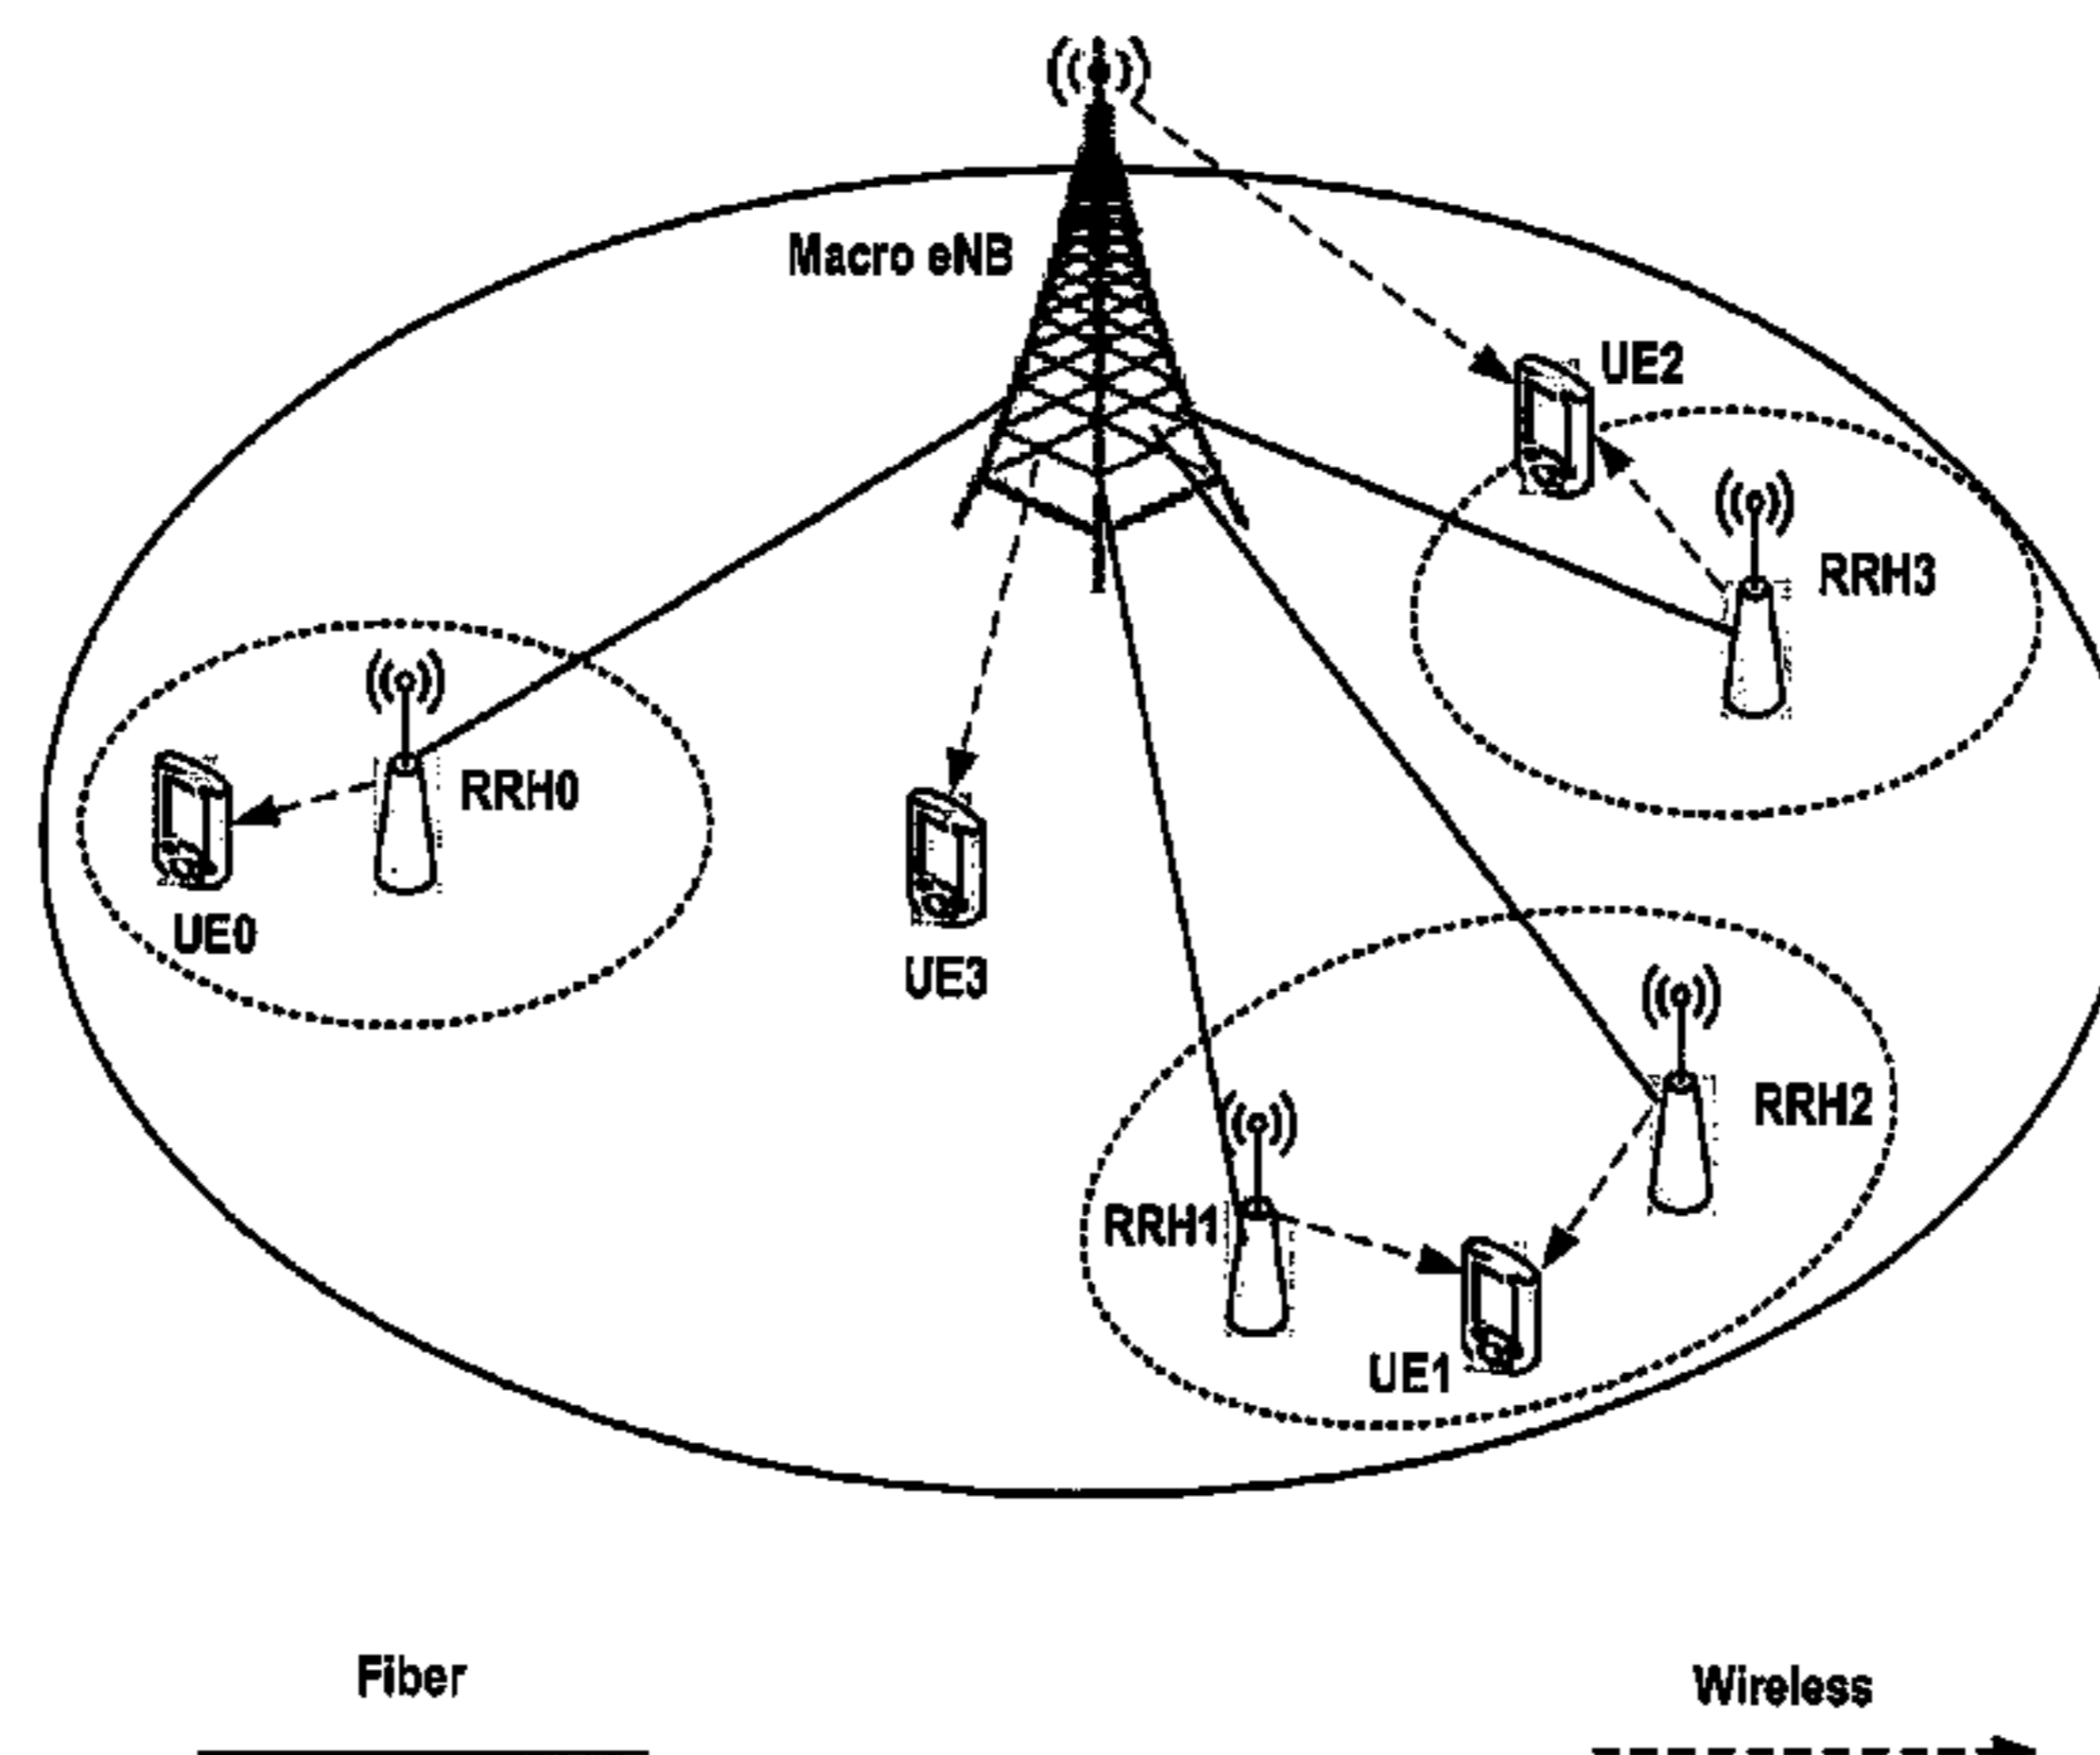 Macro eNB
UE2
RRH3
RRH0
UE0
UE3
RRH2
RRH1
UE1
Fiber
Wireless